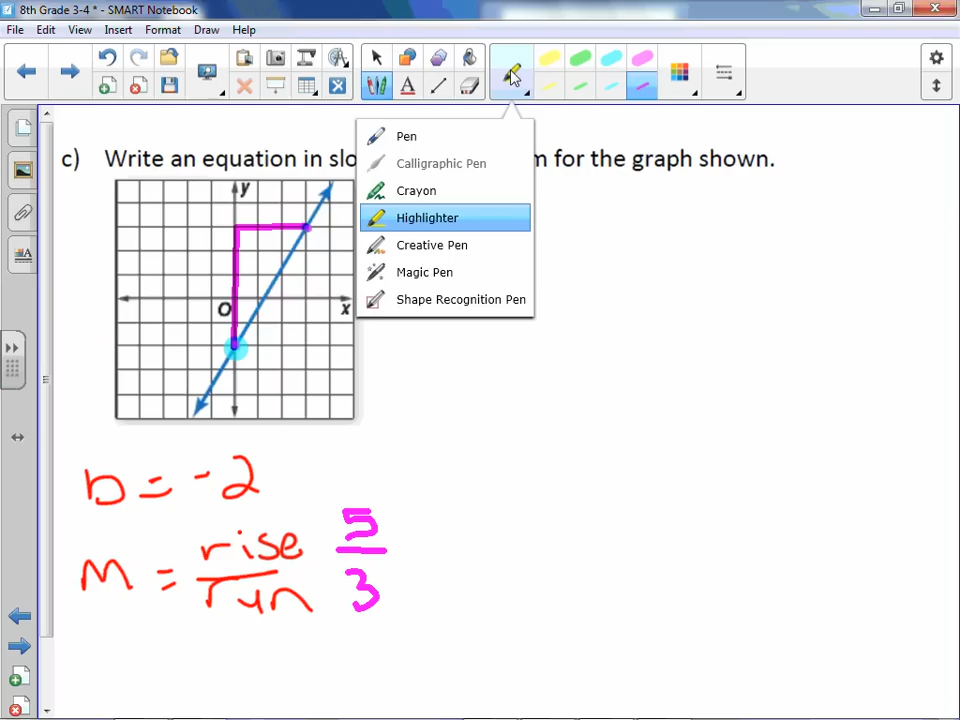 8th Grade 3-4 * - SMART Notebook
File Edit View Insert Format Draw Help
Pen
Calligraphic Pen
Crayon
Highlighter
Creative Pen
Magic Pen
Shape Recognition Pen
c) Write an equation in slo m for the graph shown.
y
O
x
b = -2
m = rise/run 5/3